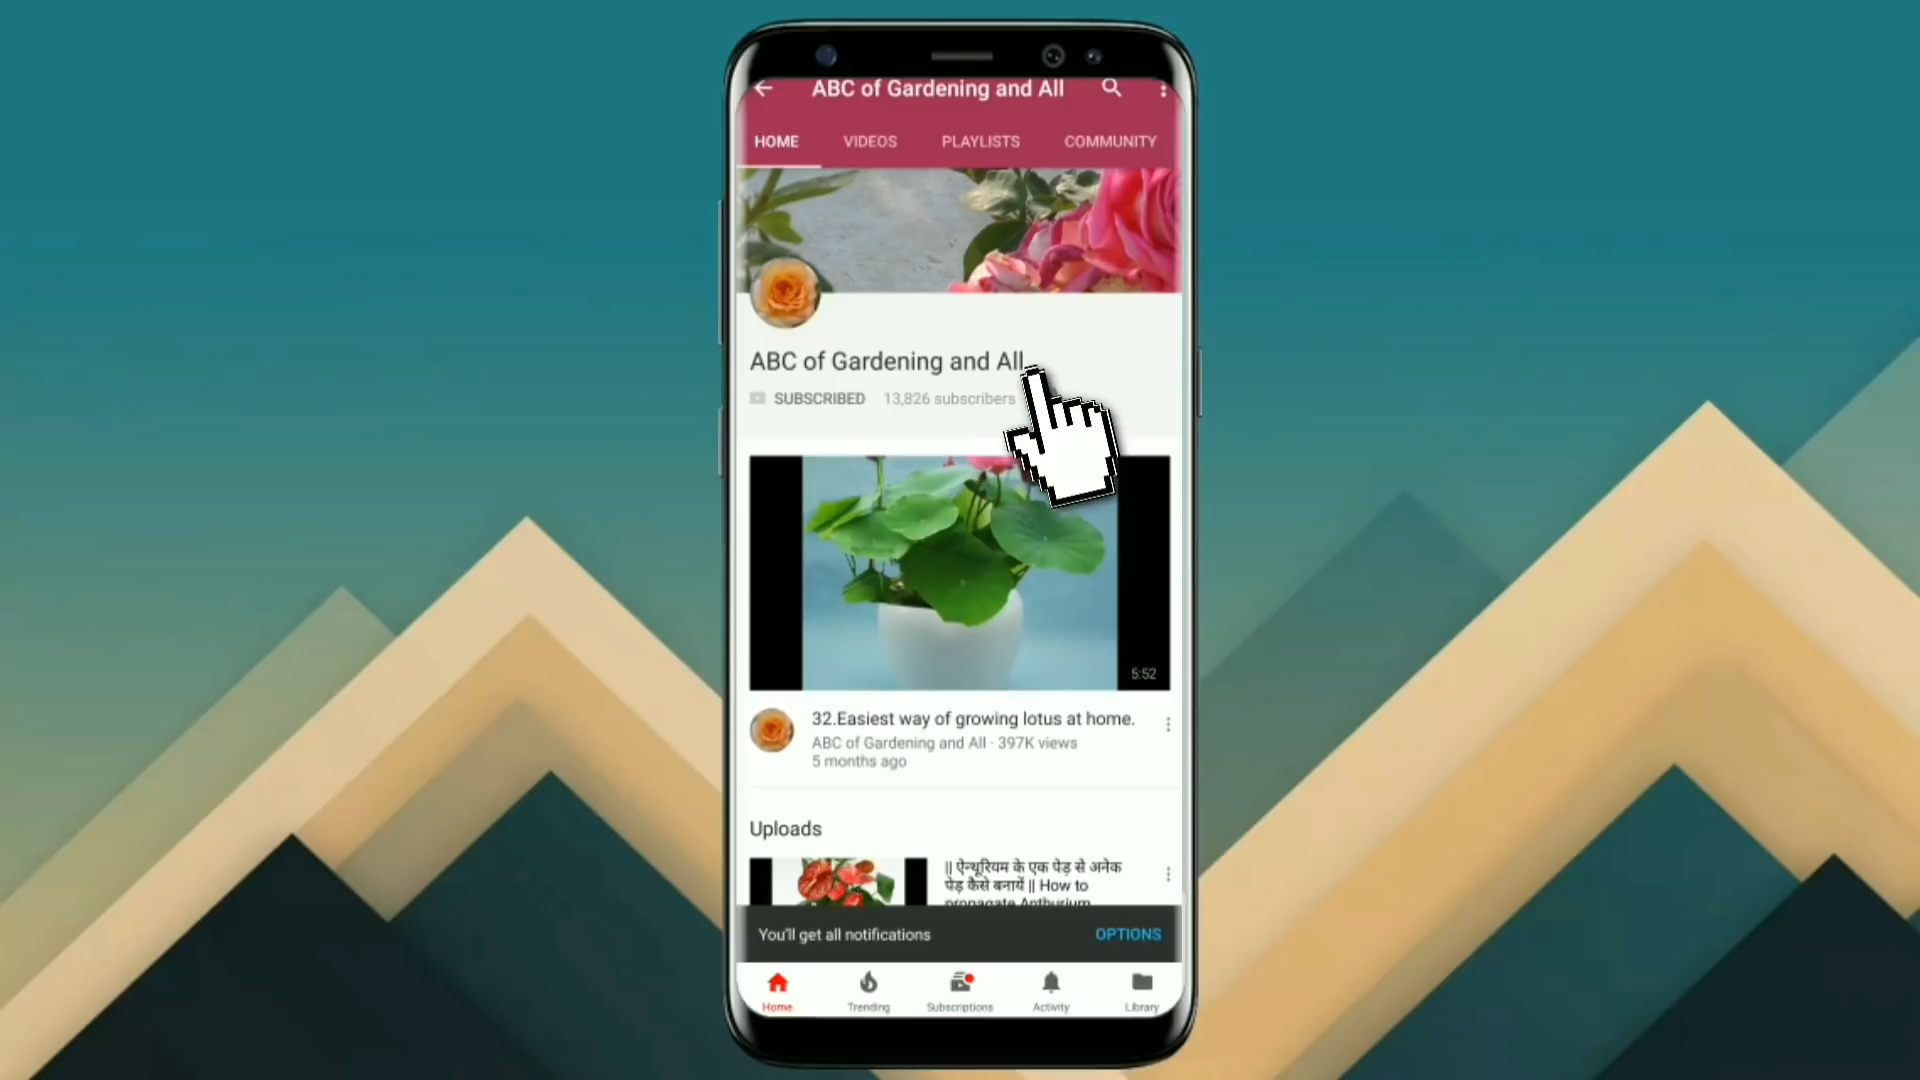 ABC of Gardening and All
HOME VIDEOS PLAYLISTS COMMUNITY
ABC of Gardening and All
SUBSCRIBED 13,826 subscribers
5:52
32.Easiest way of growing lotus at home.
ABC of Gardening and All · 397K views
5 months ago
Uploads
|| ऐन्थूरियम के एक पेड़ से अनेक
पेड़ कैसे बनायें || How to
propagate Anthurium
You'll get all notifications OPTIONS
Home Trending Subscriptions Activity Library